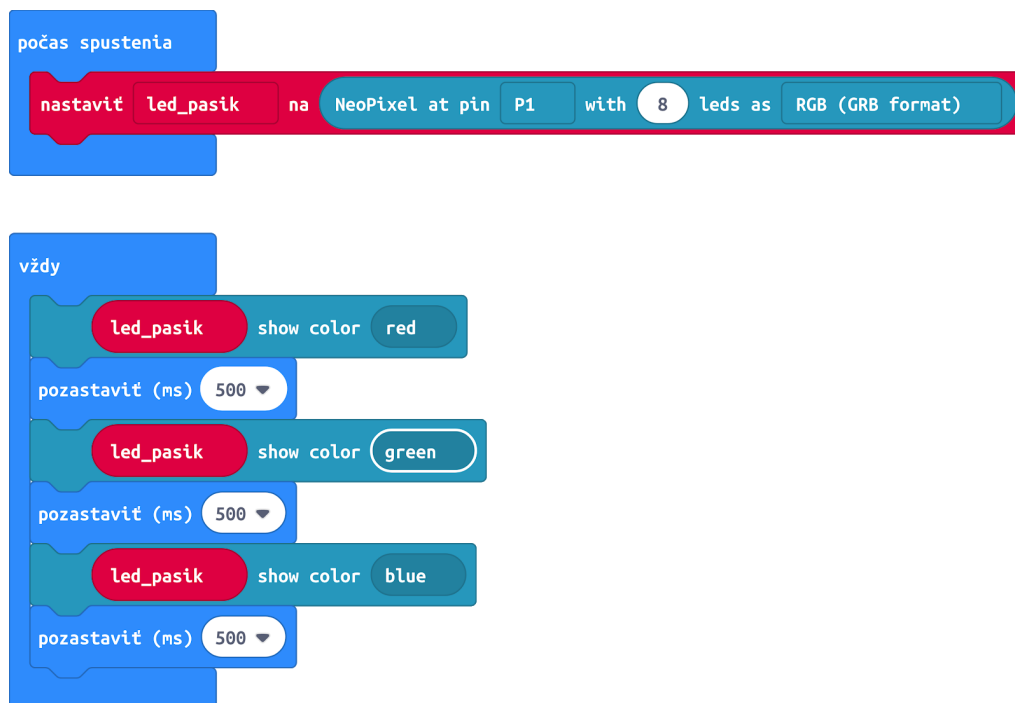 počas spustenia
nastaviť led_pasik na NeoPixel at pin P1 with 8 leds as RGB (GRB format)
vždy
led_pasik show color red
pozastaviť (ms) 500
led_pasik show color green
pozastaviť (ms) 500
led_pasik show color blue
pozastaviť (ms) 500